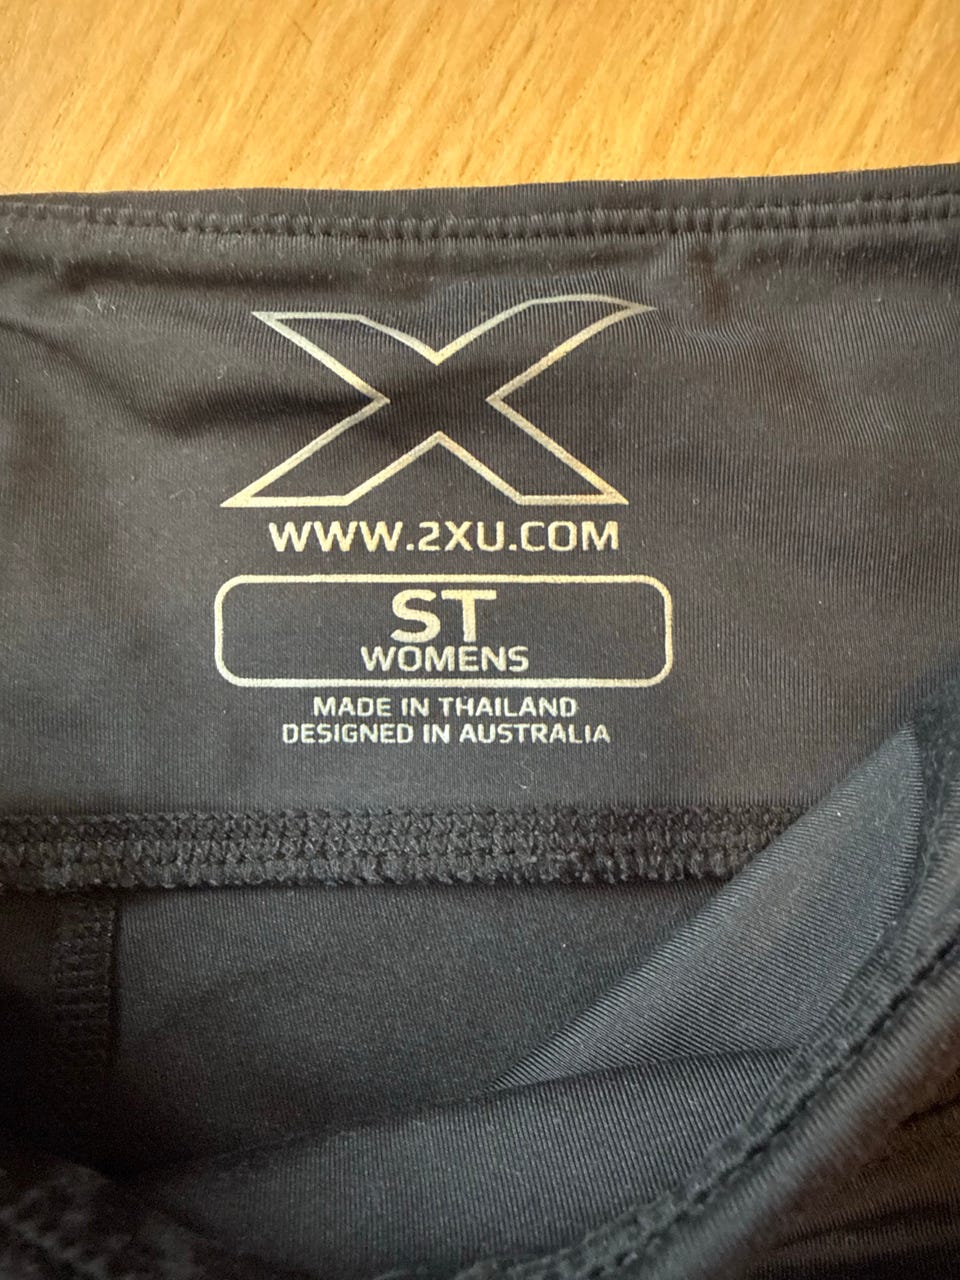 X
WWW.2XU.COM
ST
WOMENS
MADE IN THAILAND
DESIGNED IN AUSTRALIA